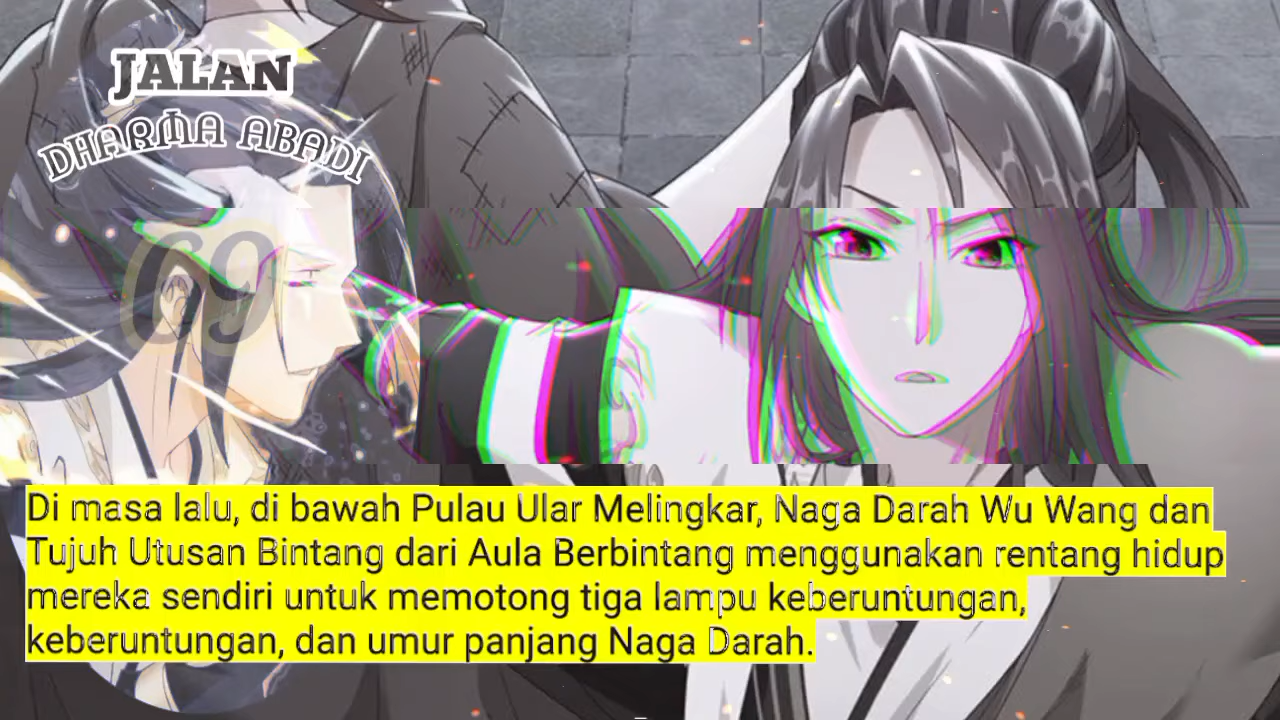 JALAN
DHARMA ABADI
69
Di masa lalu, di bawah Pulau Ular Melingkar, Naga Darah Wu Wang dan
Tujuh Utusan Bintang dari Aula Berbintang menggunakan rentang hidup
mereka sendiri untuk memotong tiga lampu keberuntungan,
keberuntungan, dan umur panjang Naga Darah.